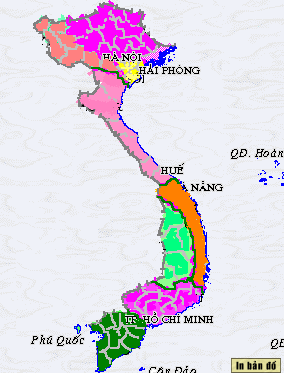 HÀ NỘI
HẢI PHÒNG
HUẾ
QĐ. Hoàn
NẴNG
TP. HỒ CHÍ MINH
Phú Quốc
QĐ
In bản đồ
Côn Đảo